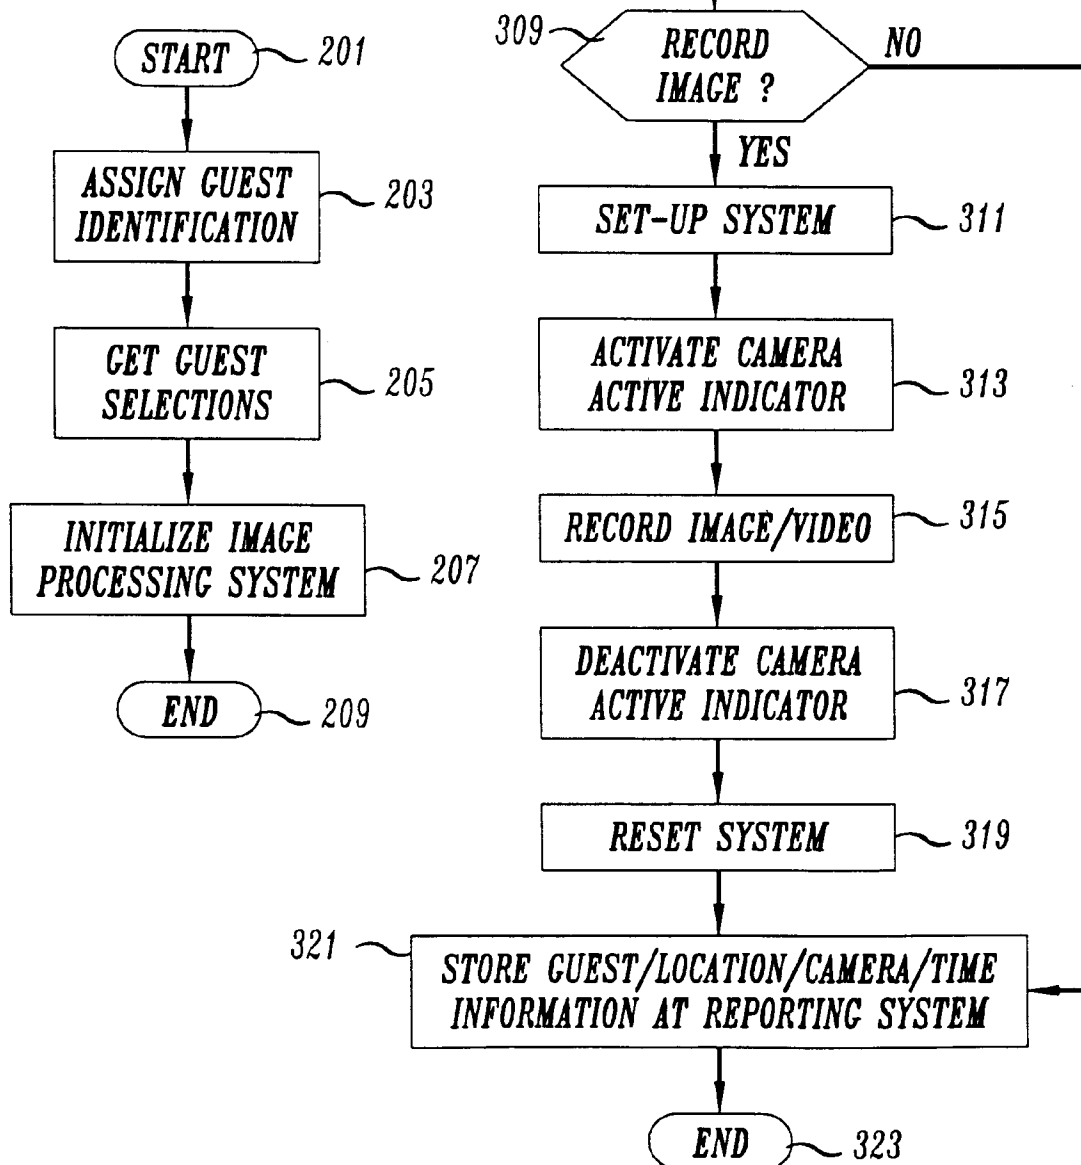 START
201
ASSIGN GUEST
IDENTIFICATION
203
GET GUEST
SELECTIONS
205
INITIALIZE IMAGE
PROCESSING SYSTEM
207
END
209
309
RECORD
IMAGE ?
NO
YES
SET-UP SYSTEM
311
ACTIVATE CAMERA
ACTIVE INDICATOR
313
RECORD IMAGE/VIDEO
315
DEACTIVATE CAMERA
ACTIVE INDICATOR
317
RESET SYSTEM
319
321
STORE GUEST/LOCATION/CAMERA/TIME
INFORMATION AT REPORTING SYSTEM
END
323